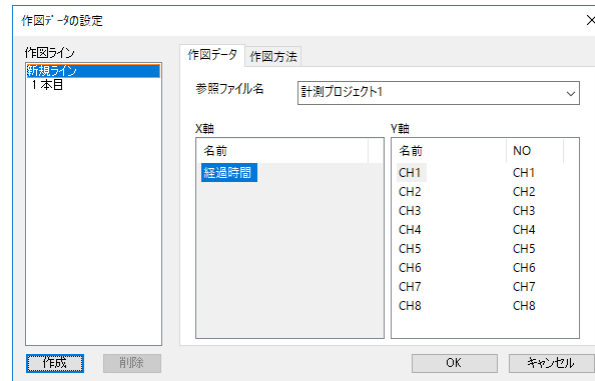 作図データの設定
作図ライン
新規ライン
1本目
作図データ 作図方法
参照ファイル名 計測プロジェクト1
X軸 Y軸
名前 名前 NO
経過時間 CH1 CH1
CH2 CH2
CH3 CH3
CH4 CH4
CH5 CH5
CH6 CH6
CH7 CH7
CH8 CH8
作成 削除 OK キャンセル